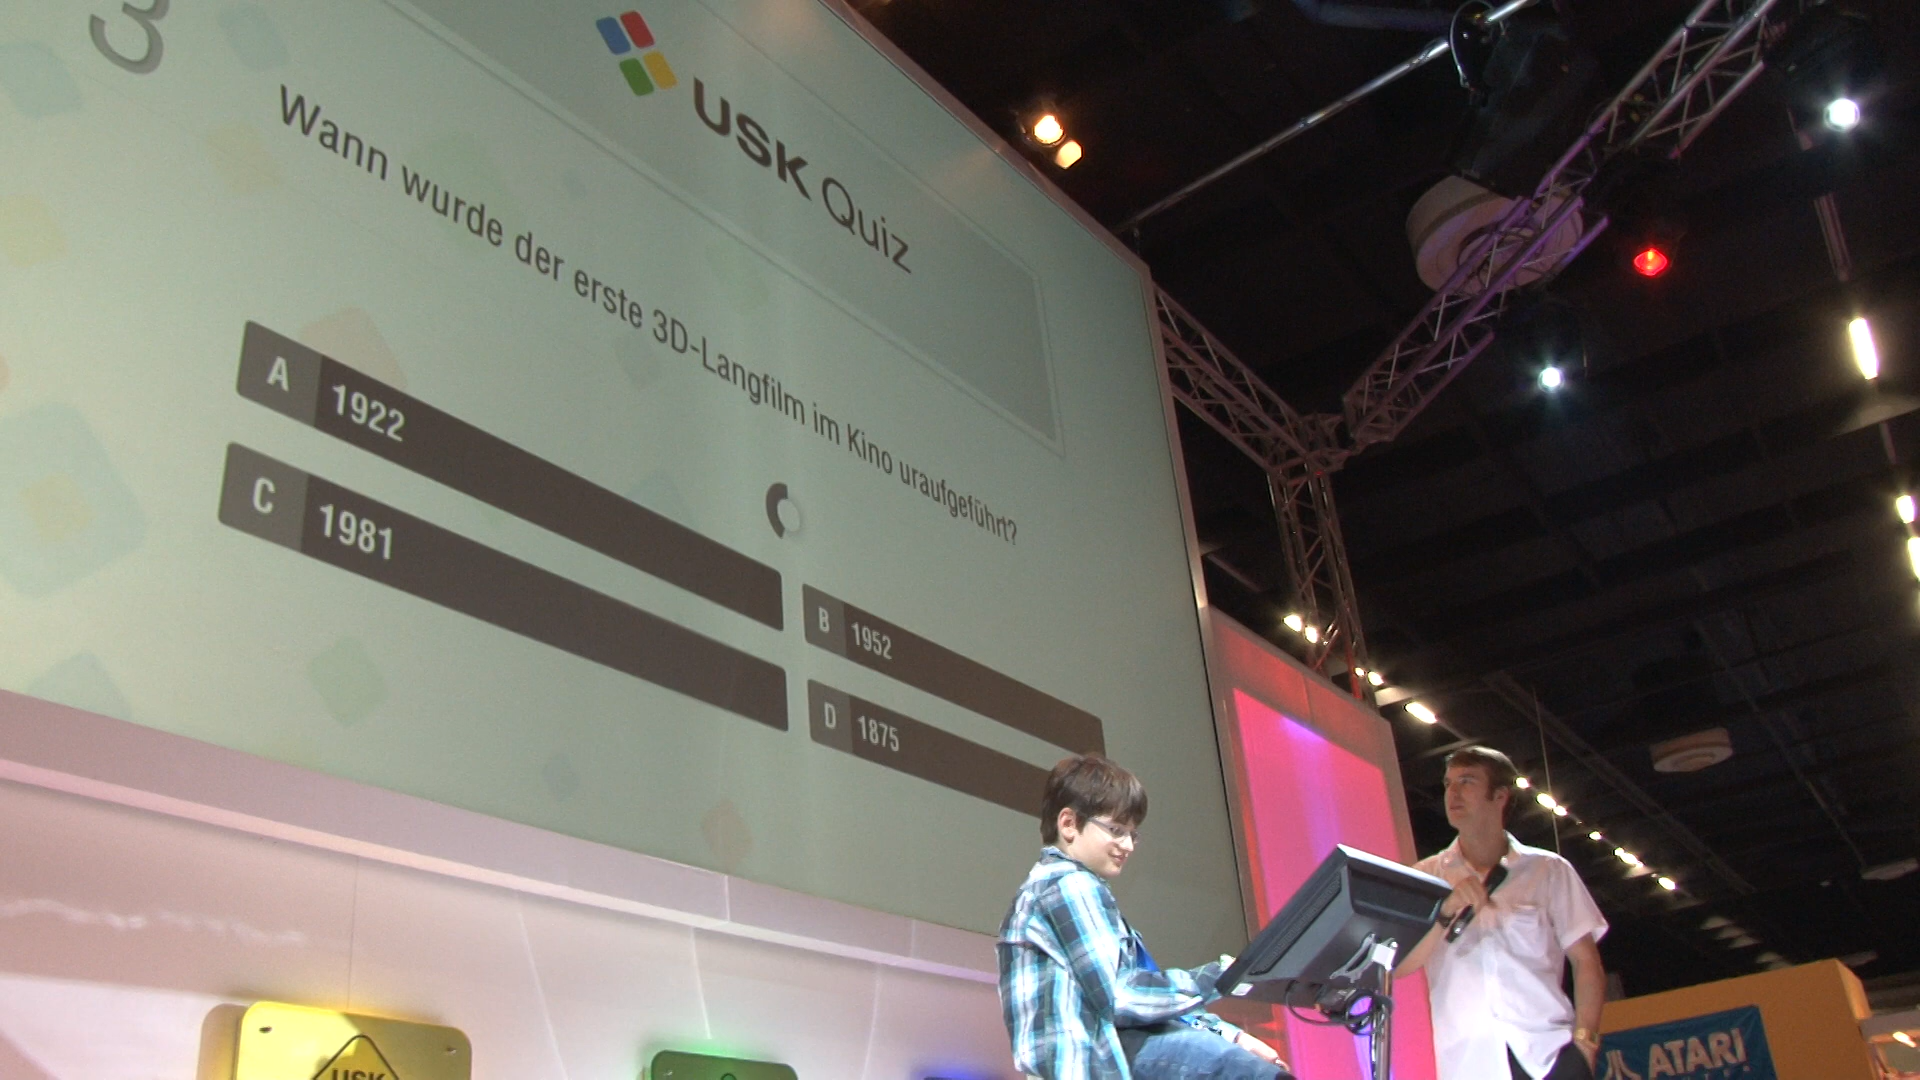 3
USK Quiz
Wann wurde der erste 3D-Langfilm im Kino uraufgeführt?
A 1922
B 1952
C 1981
D 1875
USK
ATARI